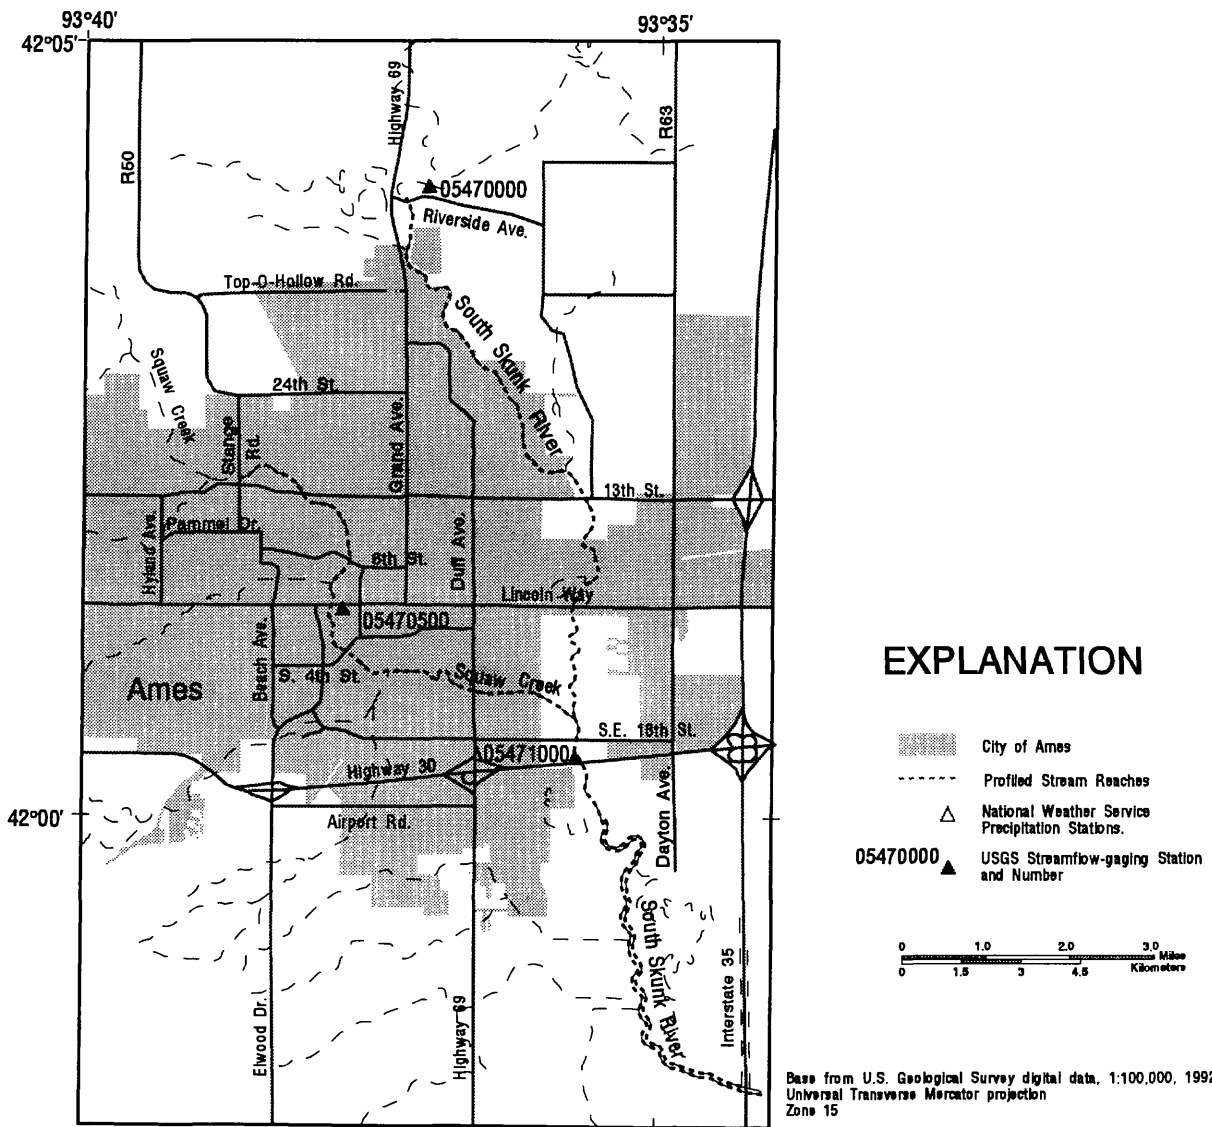 93°40'
93°35'
42°05'
Highway 69
R63
R50
05470000
Riverside Ave.
Top-O-Hollow Rd.
South Skunk River
Squaw Creek
24th St.
Stange Rd.
Grand Ave.
13th St.
Hyland Ave.
Pammel Dr.
6th St.
Duff Ave.
Lincoln Way
05470500
Beach Ave.
S. 4th St.
Squaw Creek
Ames
S.E. 16th St.
05471000
Highway 30
42°00'
Airport Rd.
Dayton Ave.
South Skunk River
Interstate 35
Elwood Dr.
Highway 69
EXPLANATION
City of Ames
Profiled Stream Reaches
National Weather Service
Precipitation Stations.
05470000
USGS Streamflow-gaging Station
and Number
0 1.0 2.0 3.0
Miles
Kilometers
0 1.5 3 4.5
Base from U.S. Geological Survey digital data, 1:100,000, 1992
Universal Transverse Mercator projection
Zone 15